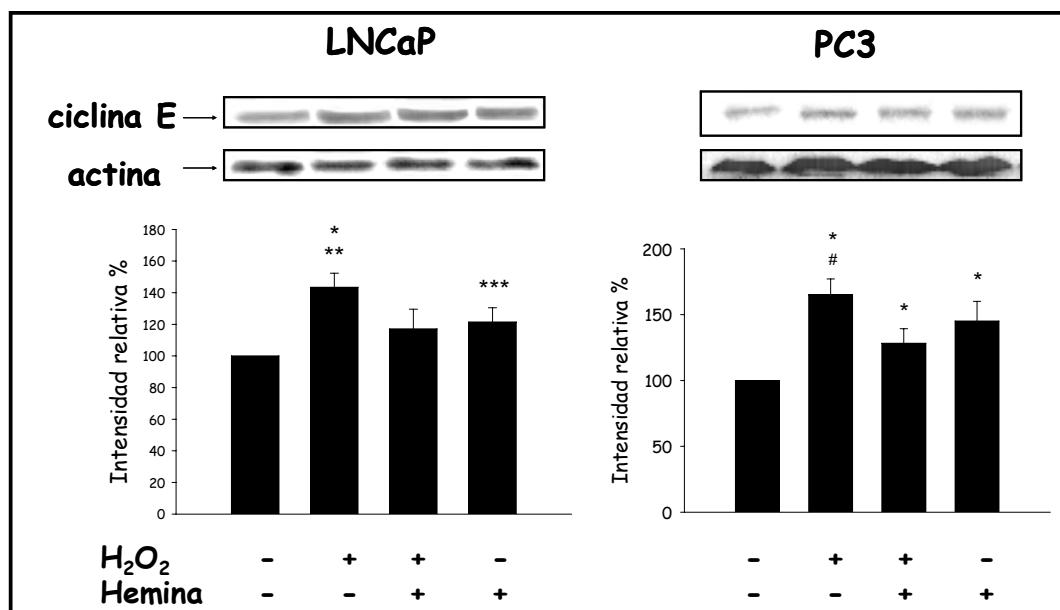 LNCaP
PC3
ciclina E
actina
Intensidad relativa %
180
160
140
120
100
80
60
40
20
0
*
**
***
Intensidad relativa %
200
150
100
50
0
*
#
*
*
H₂O₂ - + + - - + + -
Hemina - - + + - - + +